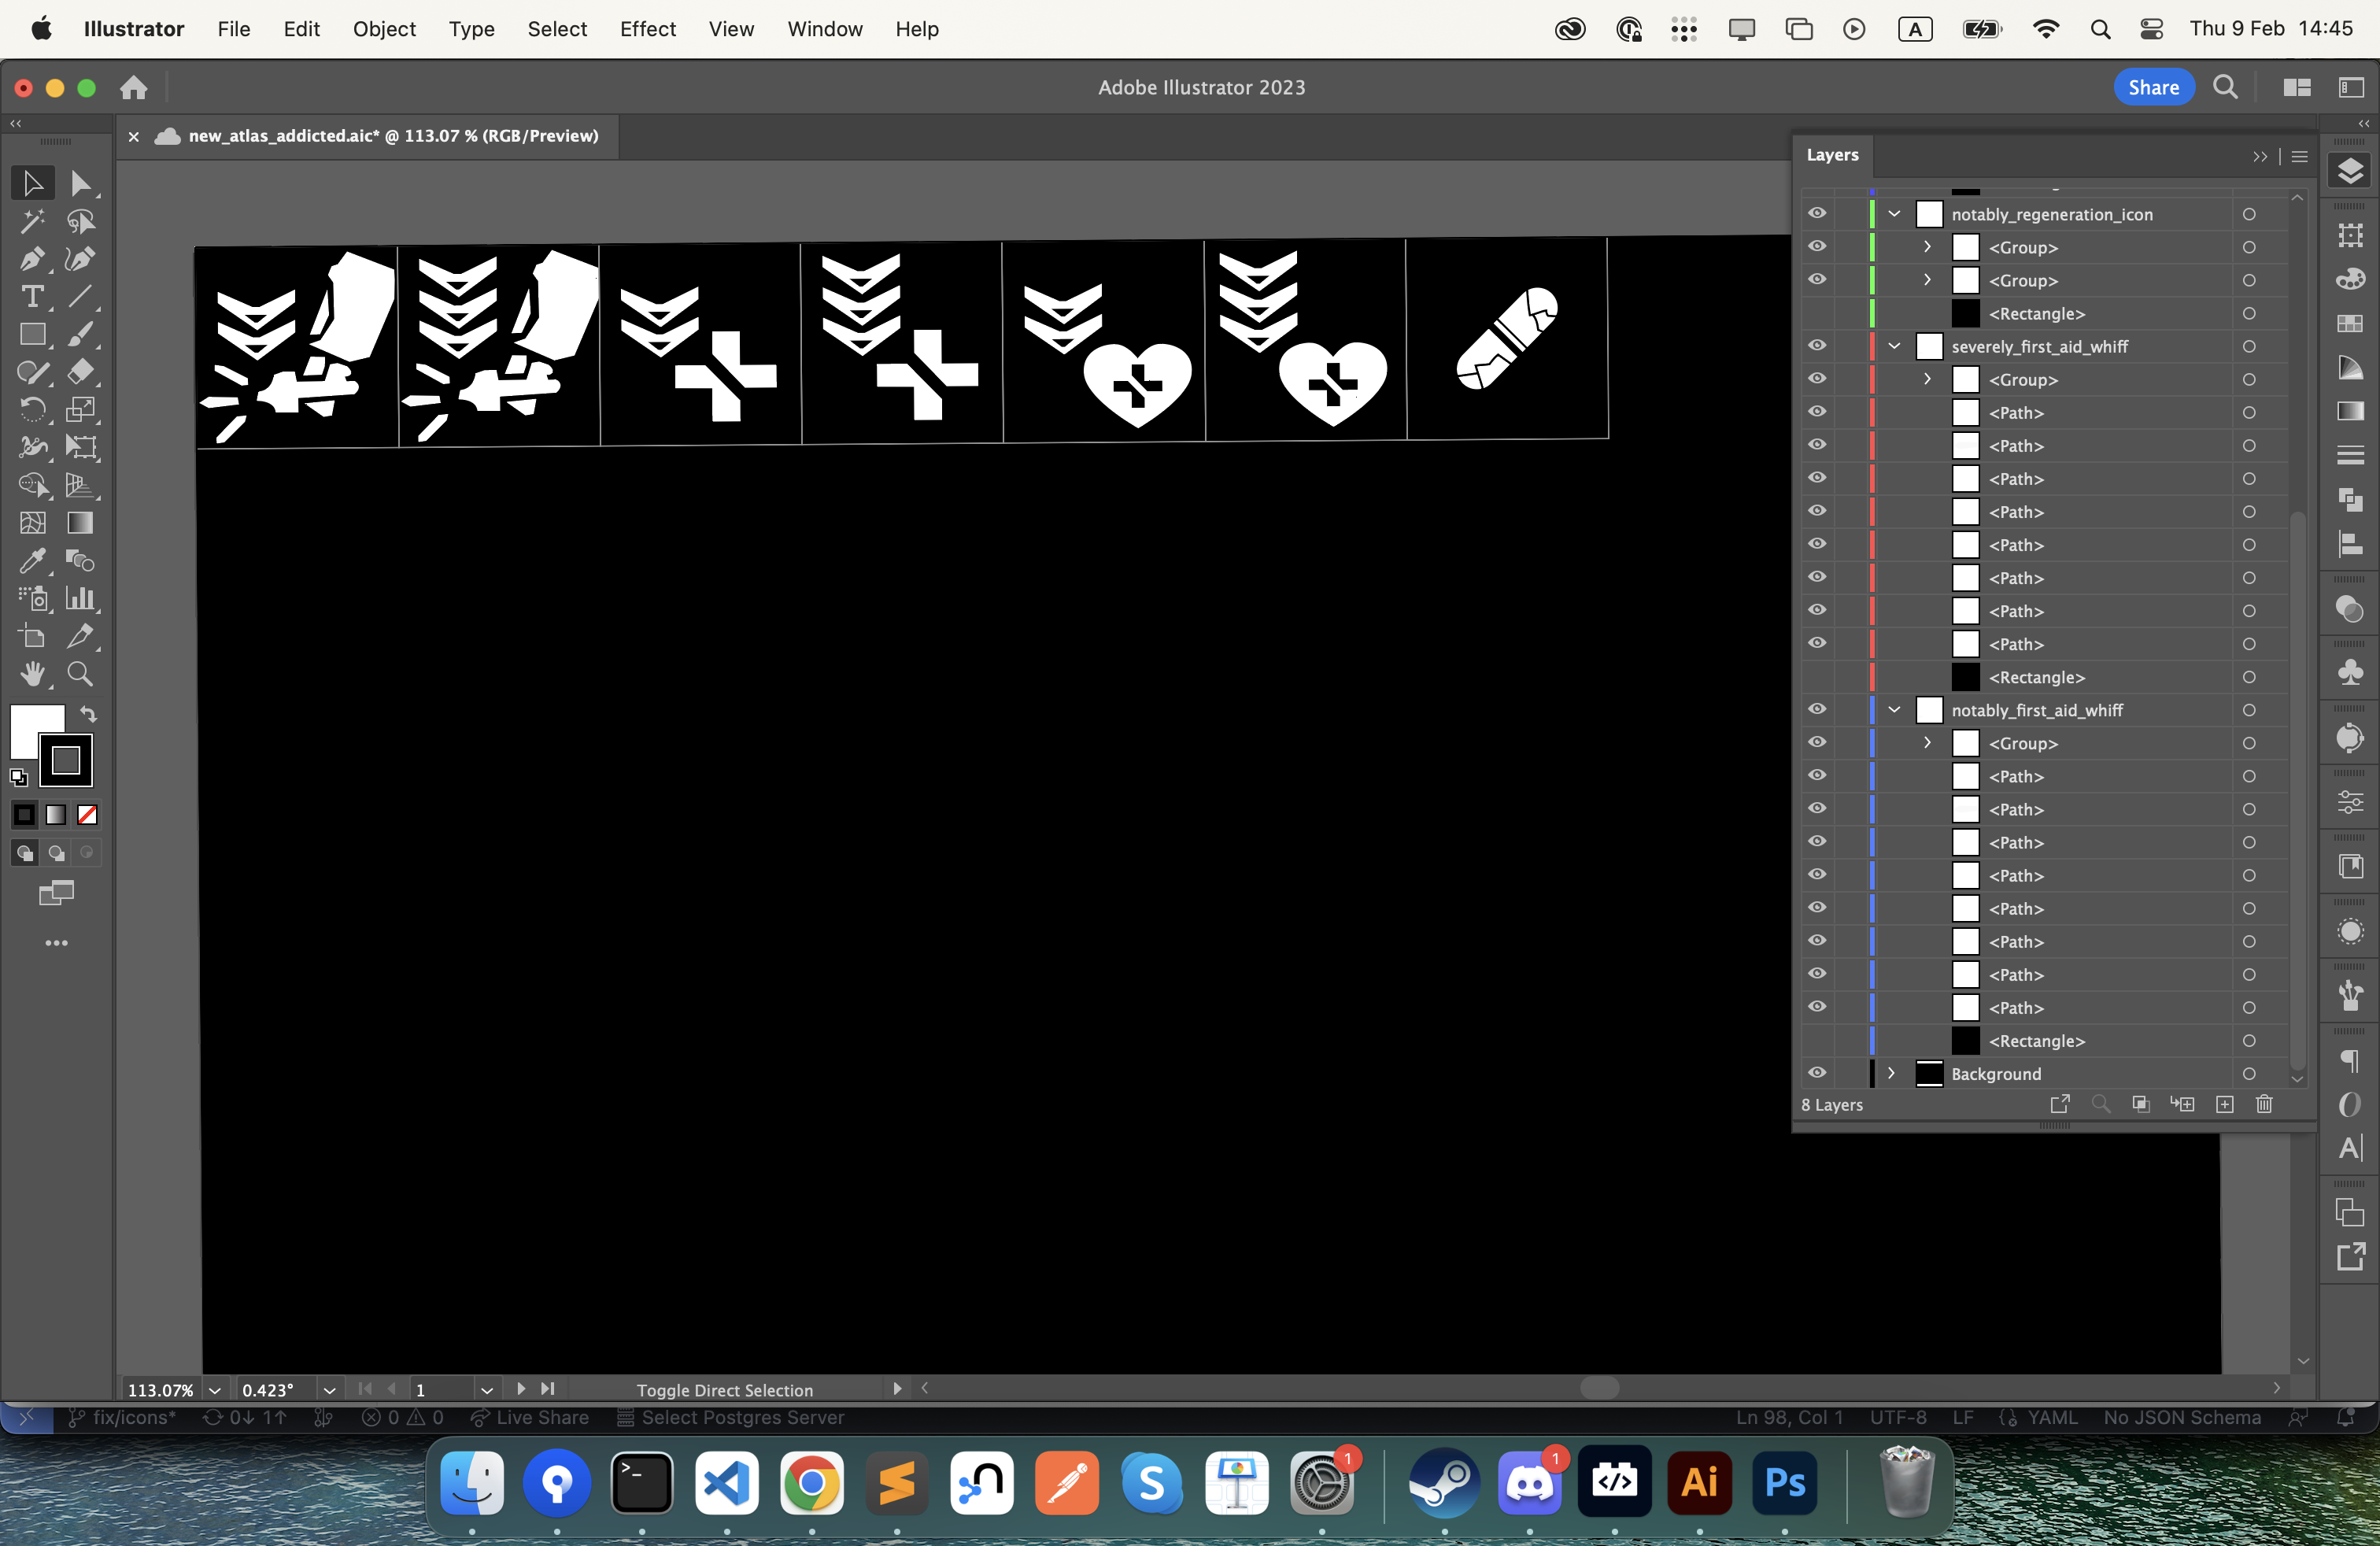 Illustrator File Edit Object Type Select Effect View Window Help A Thu 9 Feb 14:45
Adobe Illustrator 2023 Share
new_atlas_addicted.aic* @ 113.07 % (RGB/Preview)
Layers
notably_regeneration_icon
<Group>
<Group>
<Rectangle>
severely_first_aid_whiff
<Group>
<Path>
<Path>
<Path>
<Path>
<Path>
<Path>
<Path>
<Path>
<Rectangle>
notably_first_aid_whiff
<Group>
<Path>
<Path>
<Path>
<Path>
<Path>
<Path>
<Path>
<Path>
<Rectangle>
Background
8 Layers
113.07% 0.423° 1 Toggle Direct Selection
fix/icons* 0↓ 1↑ 0 0 Live Share Select Postgres Server Ln 98, Col 1 UTF-8 LF YAML No JSON Schema
1 1
S Ai Ps